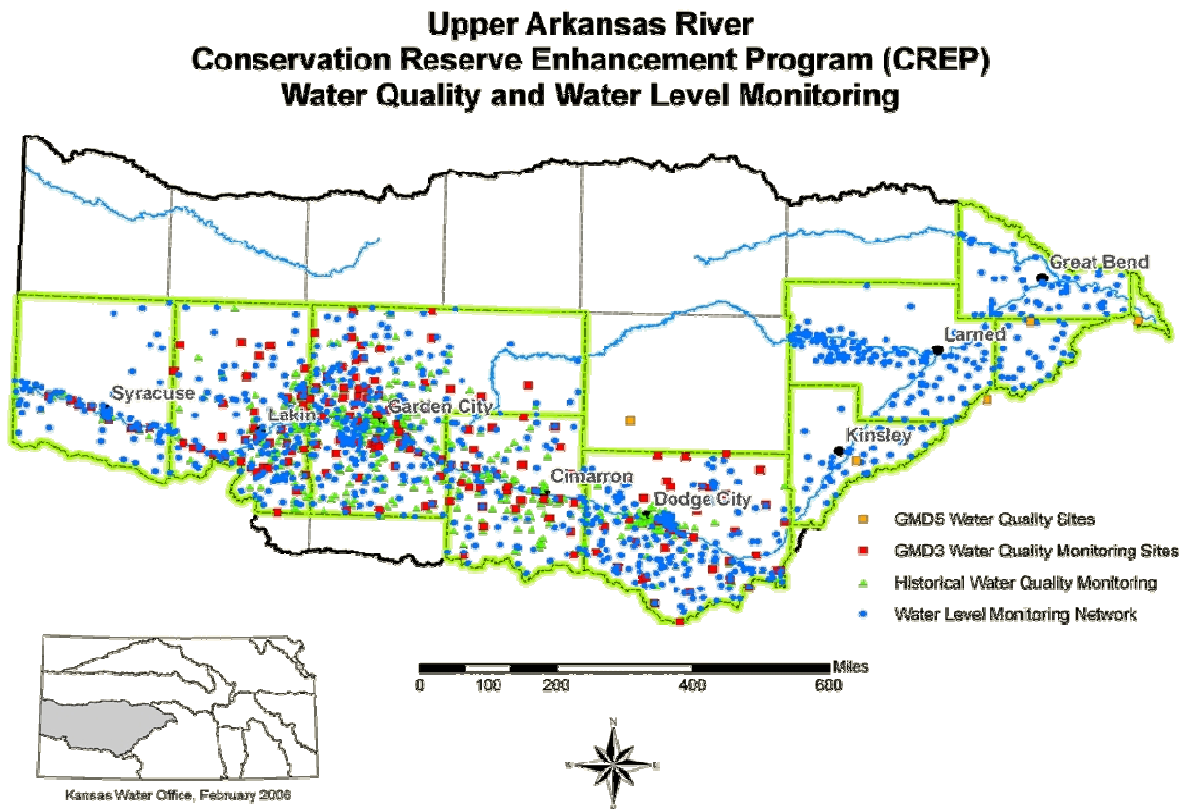 Upper Arkansas River
Conservation Reserve Enhancement Program (CREP)
Water Quality and Water Level Monitoring
Great Bend
Larned
Syracuse
Lakin
Garden City
Kinsley
Cimarron
Dodge City
GMD5 Water Quality Sites
GMD3 Water Quality Monitoring Sites
Historical Water Quality Monitoring
Water Level Monitoring Network
Miles
0 100 200 400 600
N
Kansas Water Office, February 2006